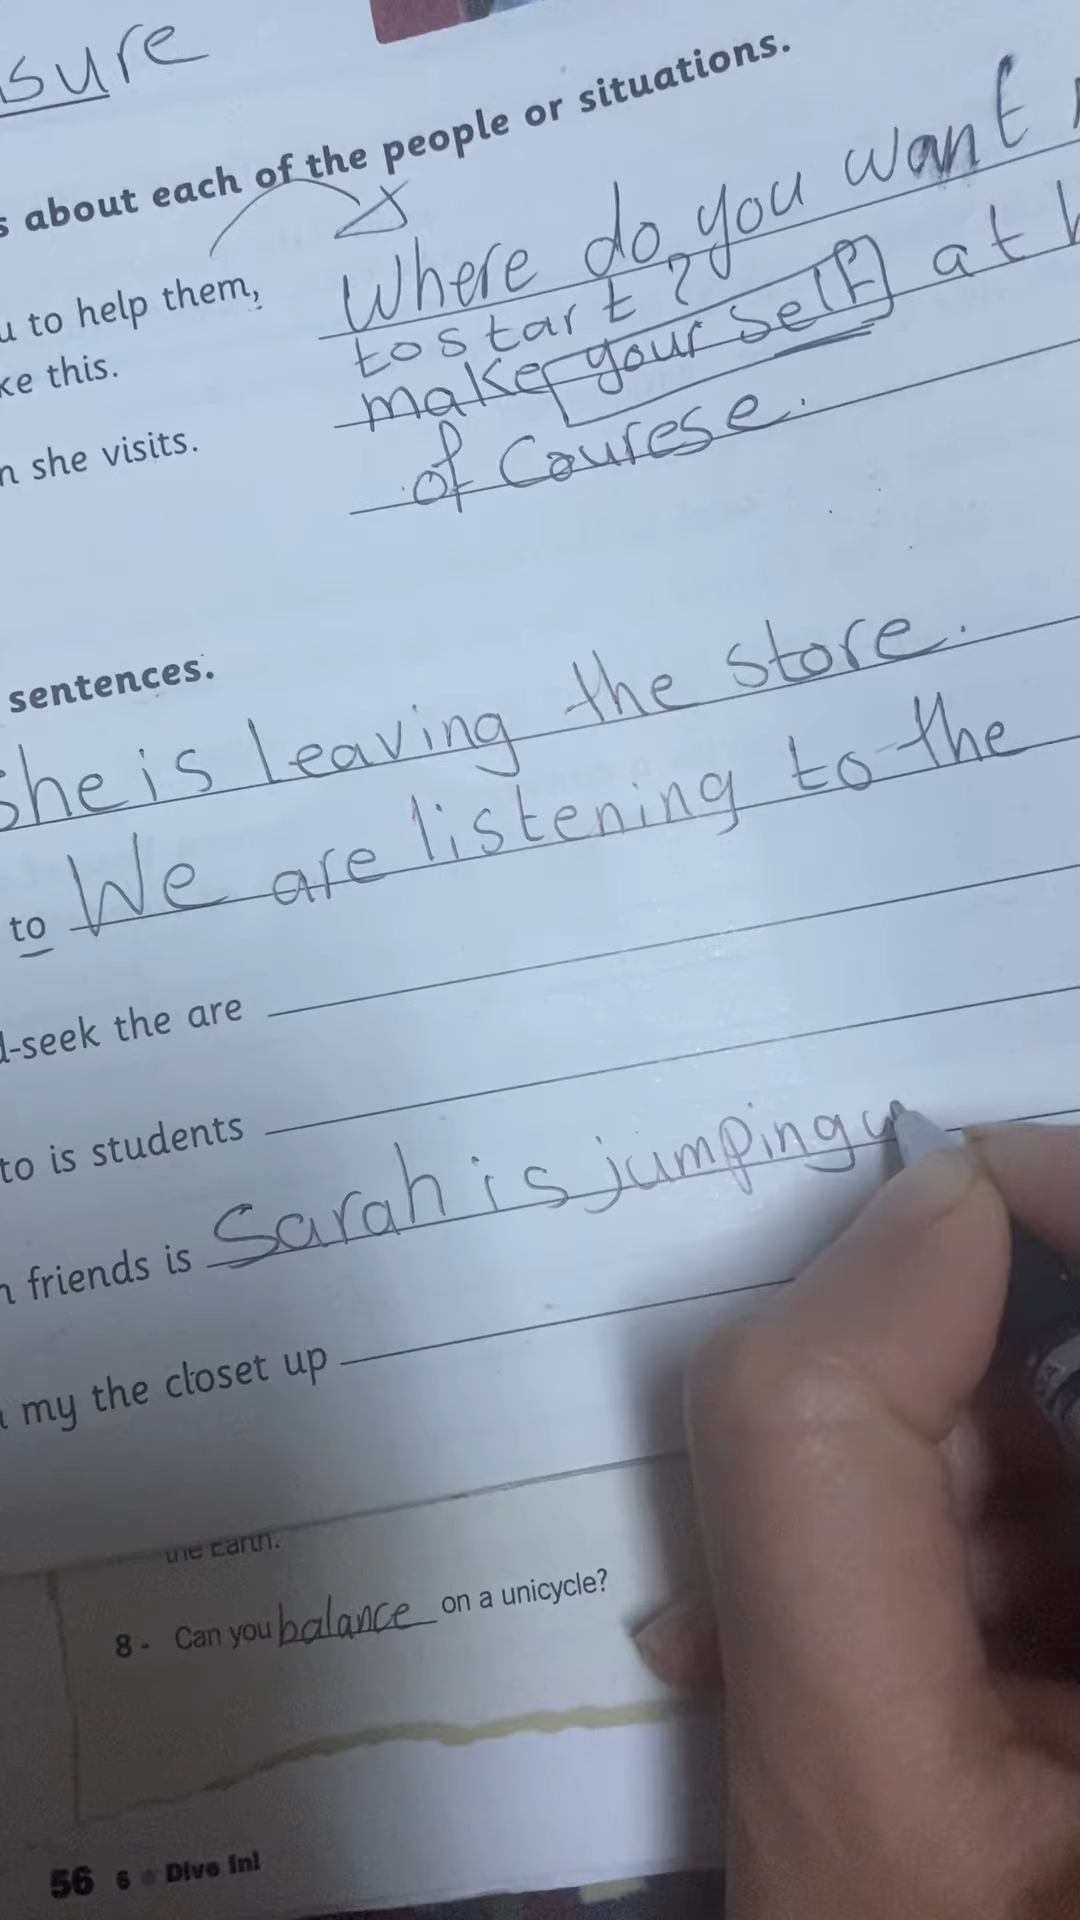 sure
s about each of the people or situations.
u to help them,
Where do you want
to start?
ke this.
make your self at h
n she visits.
of Courese.
sentences.
She is leaving the store.
to We are listening to the
d-seek the are
to is students
n friends is Sarah is jumping
my the closet up
the Earth.
8 - Can you balance on a unicycle?
56 6 Dive In!